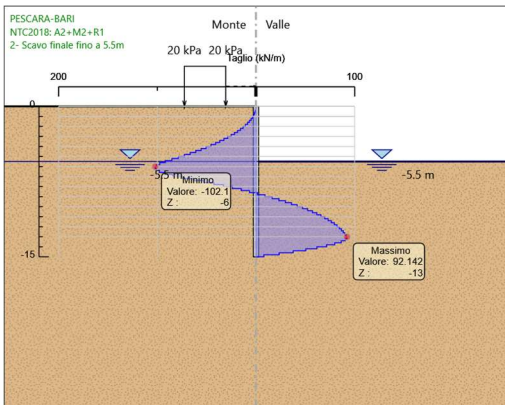 PESCARA-BARI
NTC2018: A2+M2+R1
2- Scavo finale fino a 5.5m
Monte
Valle
20 kPa
20 kPa
Taglio (kN/m)
200
100
0
-5.5 m
-5.5 m
Minimo
Valore: -102.1
Z : -6
Massimo
Valore: 92.142
Z : -13
-15